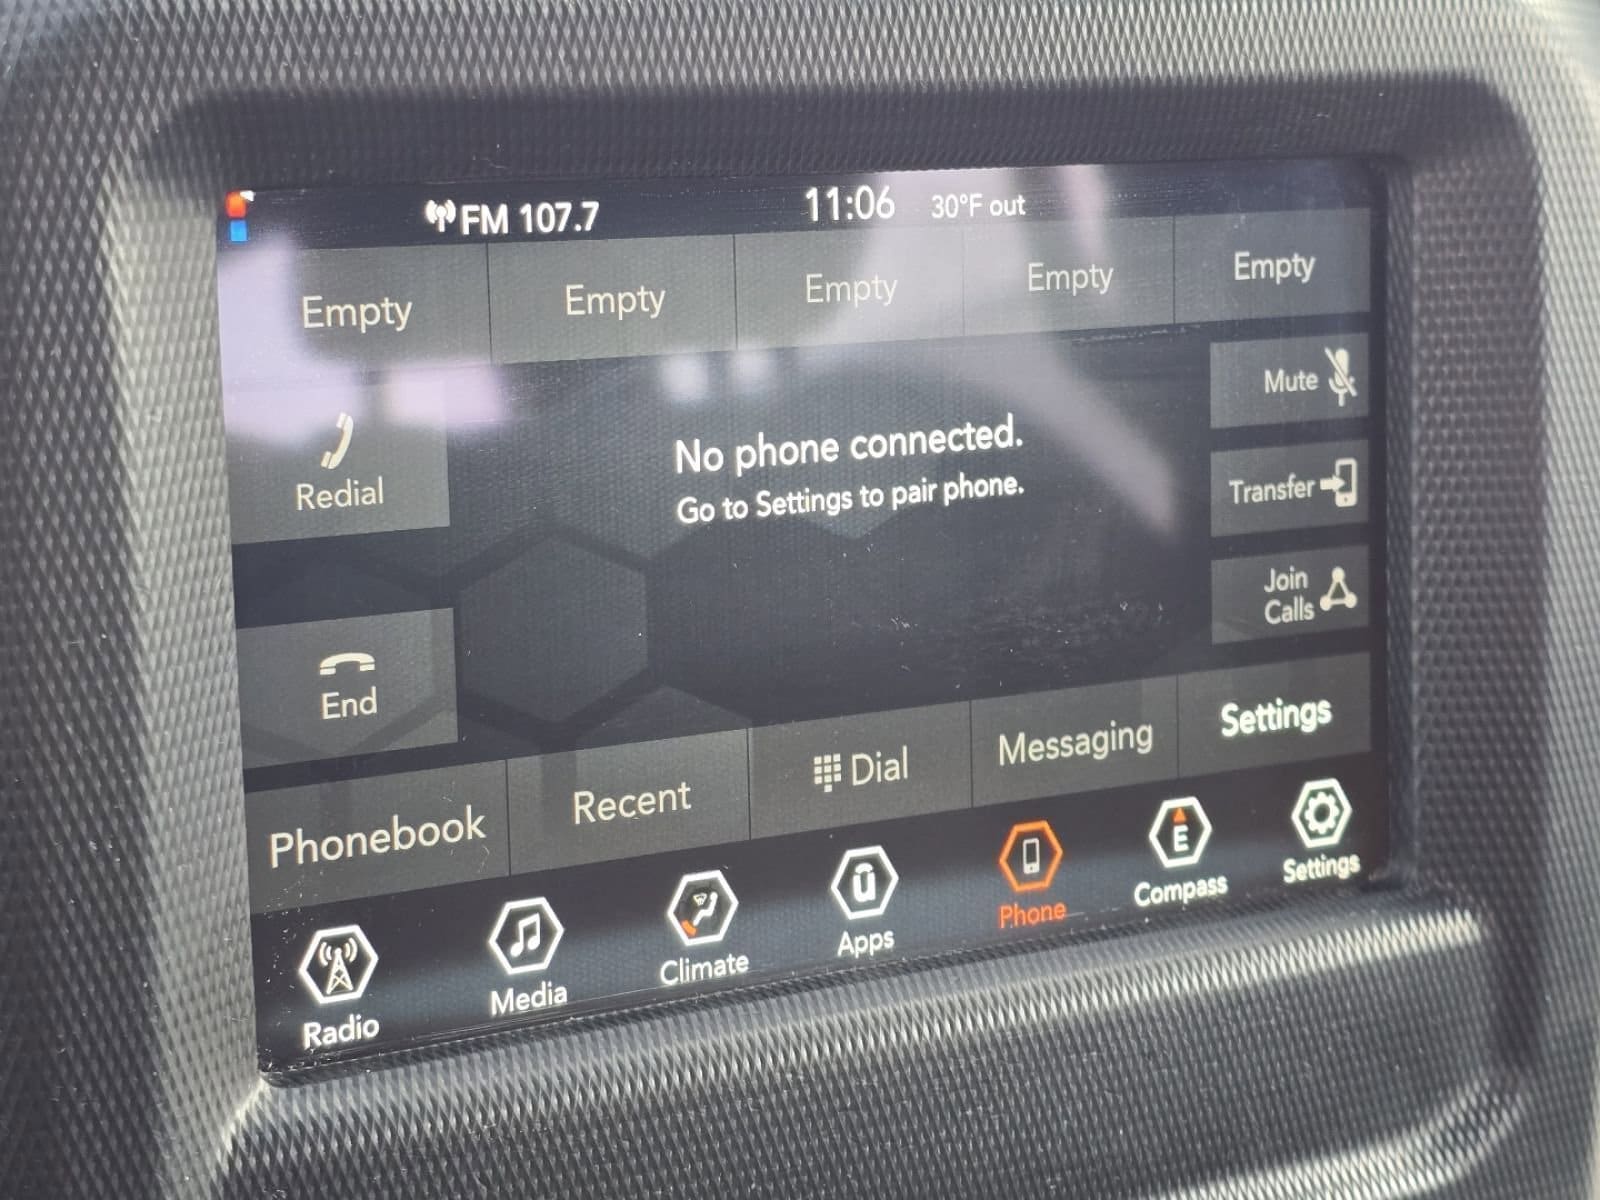 FM 107.7
11:06
30°F out
Empty
Empty
Empty
Empty
Empty
Redial
No phone connected.
Go to Settings to pair phone.
Mute
Transfer
Join
Calls
End
Phonebook
Recent
Dial
Messaging
Settings
Radio
Media
Climate
Apps
Phone
E
Compass
Settings